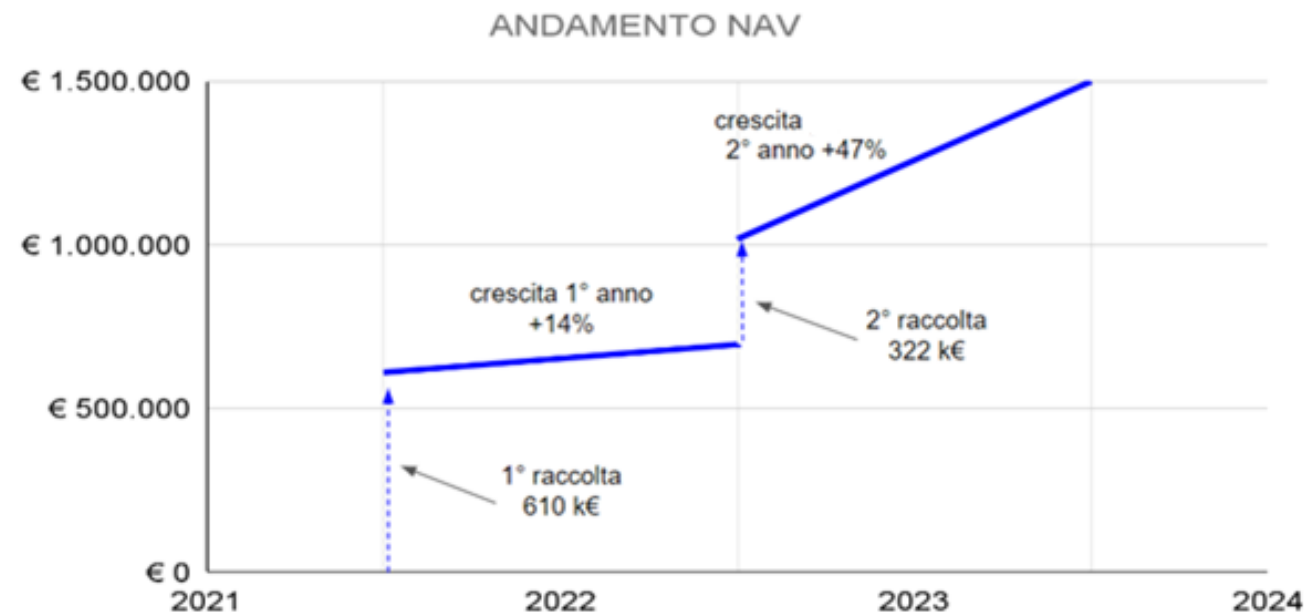 ANDAMENTO NAV
€ 1.500.000
crescita
2° anno +47%
€ 1.000.000
crescita 1° anno
+14%
2° raccolta
322 k€
€ 500.000
1° raccolta
610 k€
€ 0
2021
2022
2023
2024